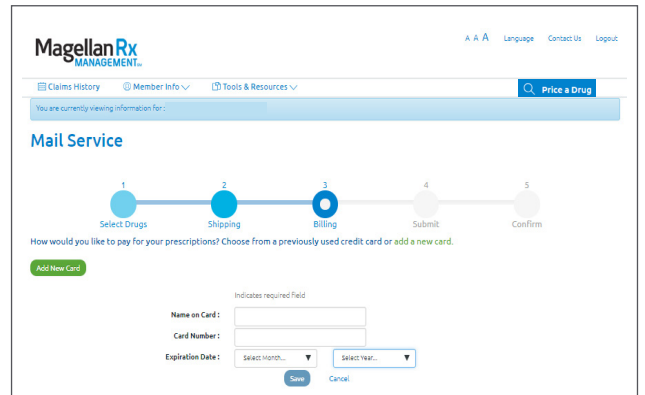 A A A Language Contact Us Logout
MagellanRx
MANAGEMENT℠
Claims History Member Info Tools & Resources Price a Drug
You are currently viewing information for :
Mail Service
1 2 3 4 5
Select Drugs Shipping Billing Submit Confirm
How would you like to pay for your prescriptions? Choose from a previously used credit card or add a new card.
Add New Card
Indicates required field
Name on Card :
Card Number :
Expiration Date : Select Month... Select Year...
Save Cancel